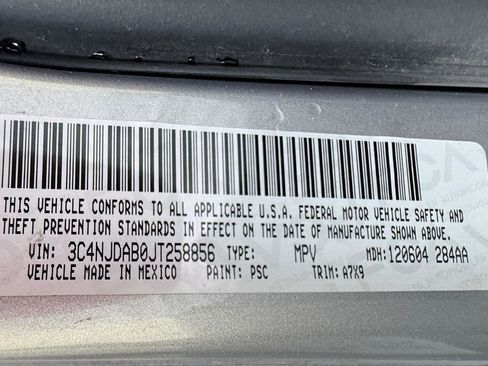 THIS VEHICLE CONFORMS TO ALL APPLICABLE U.S.A. FEDERAL MOTOR VEHICLE SAFETY AND
THEFT PREVENTION STANDARDS IN EFFECT ON THE DATE OF MANUFACTURE SHOWN ABOVE.
VIN: 3C4NJDAB0JT258856 TYPE: MPV MDH:120604 284AA
VEHICLE MADE IN MEXICO PAINT: PSC TRIM: A7X9